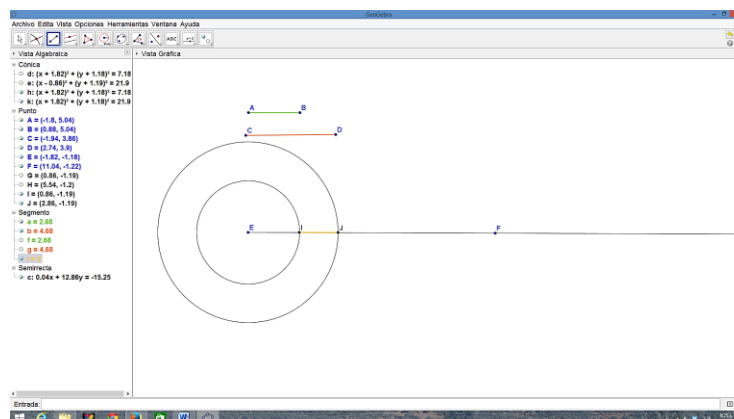 GeoGebra
Archivo Edita Vista Opciones Herramientas Ventana Ayuda
ABC
Vista Algebraica
Vista Gráfica
Cónica
d: (x + 1.82)² + (y + 1.18)² = 7.18
e: (x - 0.86)² + (y + 1.19)² = 21.9
h: (x + 1.82)² + (y + 1.18)² = 7.18
k: (x + 1.82)² + (y + 1.18)² = 21.9
Punto
A = (-1.8, 5.04)
B = (0.88, 5.04)
C = (-1.94, 3.86)
D = (2.74, 3.9)
E = (-1.82, -1.18)
F = (11.04, -1.22)
G = (0.86, -1.19)
H = (5.54, -1.2)
I = (0.86, -1.19)
J = (2.86, -1.19)
Segmento
a = 2.68
b = 4.68
f = 2.68
g = 4.68
Semirrecta
c: 0.04x + 12.86y = -15.25
A B
C D
E I J F
Entrada: